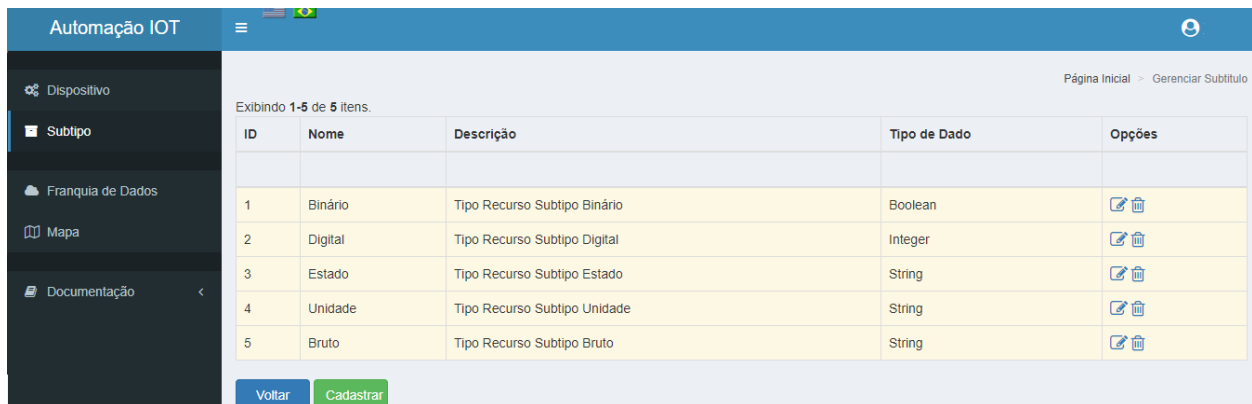 Automação IOT
Página Inicial > Gerenciar Subtitulo
Dispositivo
Subtipo
Franquia de Dados
Mapa
Documentação
Exibindo 1-5 de 5 itens.
ID Nome Descrição Tipo de Dado Opções
1 Binário Tipo Recurso Subtipo Binário Boolean
2 Digital Tipo Recurso Subtipo Digital Integer
3 Estado Tipo Recurso Subtipo Estado String
4 Unidade Tipo Recurso Subtipo Unidade String
5 Bruto Tipo Recurso Subtipo Bruto String
Voltar Cadastrar